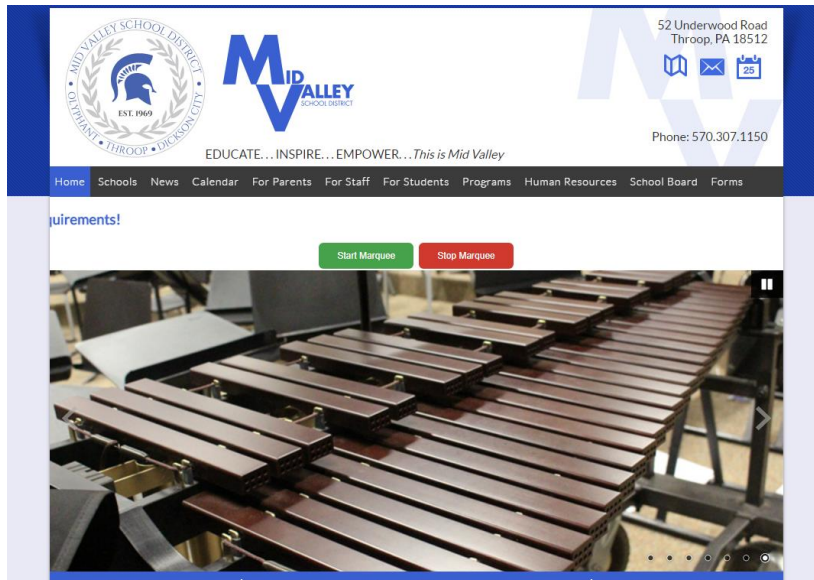 MID VALLEY SCHOOL DISTRICT
EST. 1969
• OLYPHANT • THROOP • DICKSON CITY •
MID
VALLEY
SCHOOL DISTRICT
EDUCATE...INSPIRE...EMPOWER...This is Mid Valley
52 Underwood Road
Throop, PA 18512
25
Phone: 570.307.1150
Home Schools News Calendar For Parents For Staff For Students Programs Human Resources School Board Forms
quirements!
Start Marquee Stop Marquee